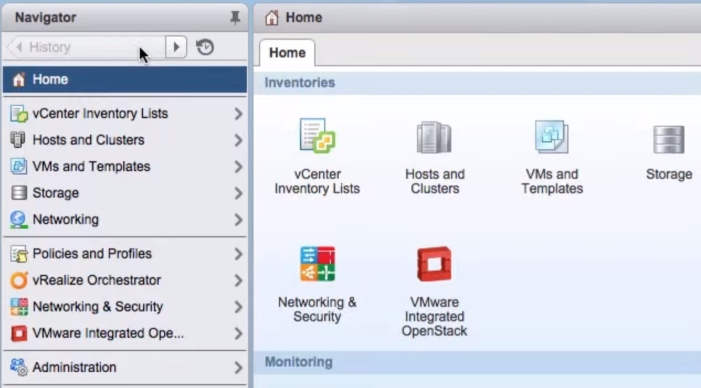 Navigator
History
Home
vCenter Inventory Lists
Hosts and Clusters
VMs and Templates
Storage
Networking
Policies and Profiles
vRealize Orchestrator
Networking & Security
VMware Integrated Ope...
Administration
Home
Home
Inventories
vCenter
Inventory Lists
Hosts and
Clusters
VMs and
Templates
Storage
Networking &
Security
VMware
Integrated
OpenStack
Monitoring